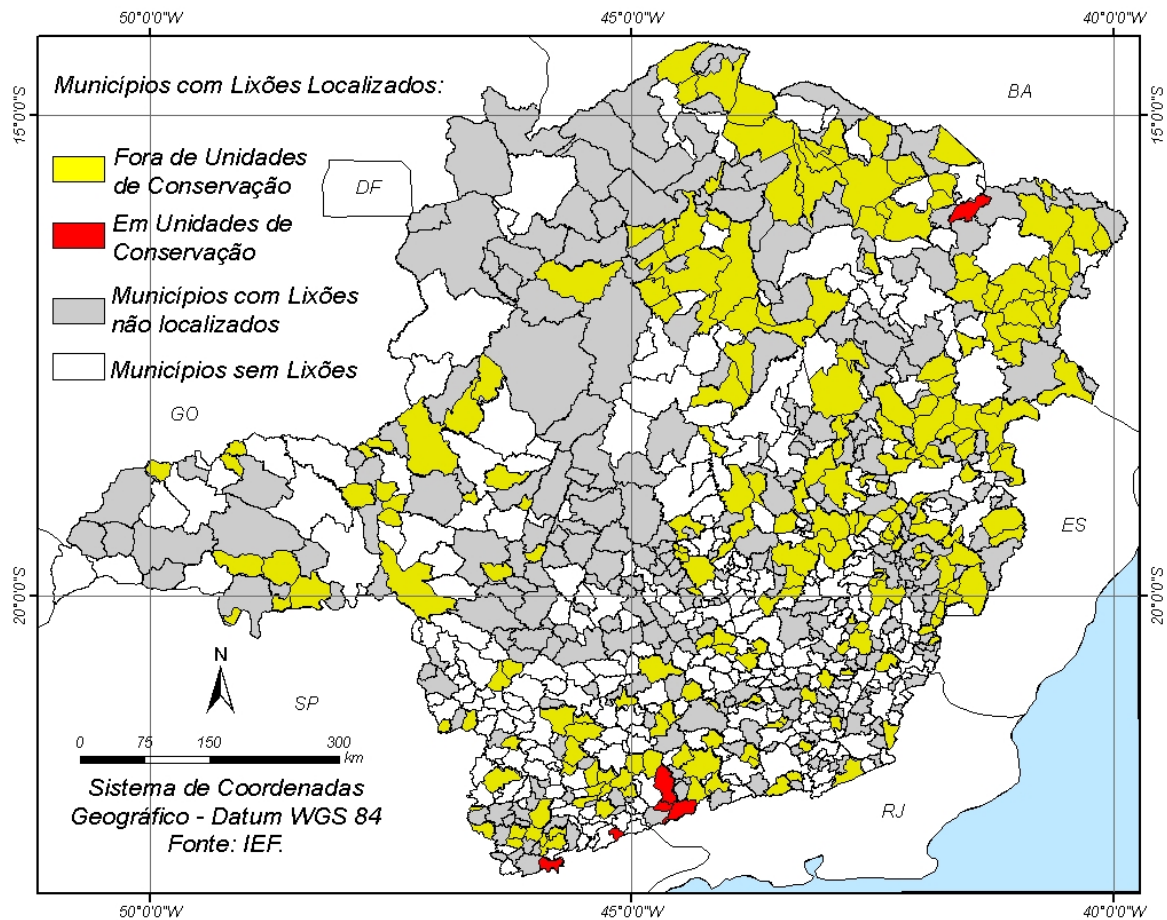 50°0'0"W
45°0'0"W
40°0'0"W
Municípios com Lixões Localizados:
BA
15°0'0"S
15°0'0"S
Fora de Unidades
de Conservação
DF
Em Unidades de
Conservação
Municípios com Lixões
não localizados
Municípios sem Lixões
GO
ES
20°0'0"S
20°0'0"S
N
SP
0 75 150 300
km
Sistema de Coordenadas
Geográfico - Datum WGS 84
Fonte: IEF.
RJ
50°0'0"W
45°0'0"W
40°0'0"W